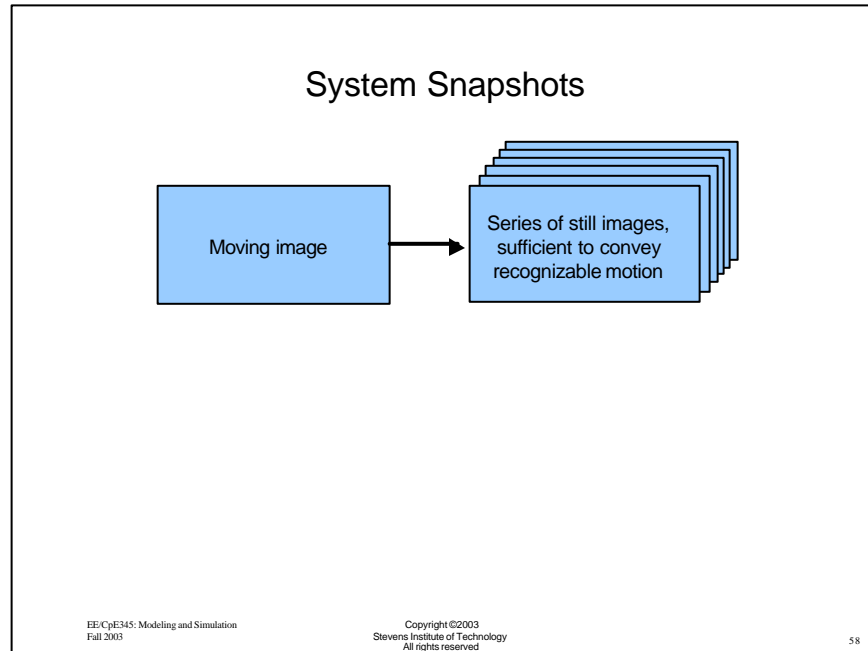 System Snapshots
Moving image
Series of still images,
sufficient to convey
recognizable motion
EE/CpE345: Modeling and Simulation
Fall 2003
Copyright ©2003
Stevens Institute of Technology
All rights reserved
58